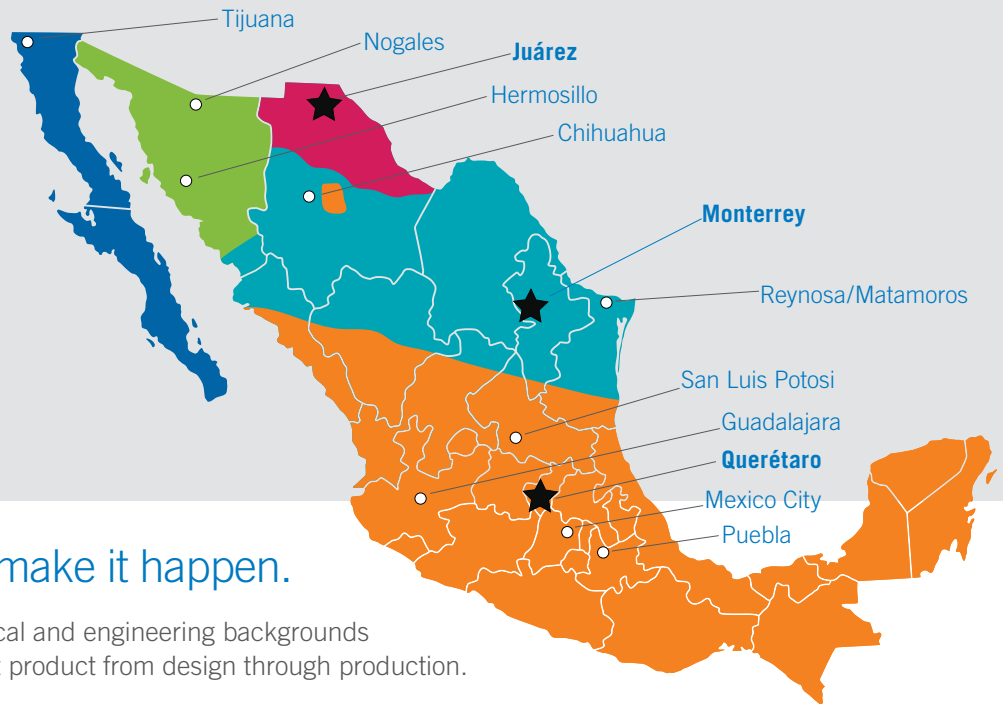 Tijuana
Nogales
Juárez
Hermosillo
Chihuahua
Monterrey
Reynosa/Matamoros
San Luis Potosi
Guadalajara
Querétaro
Mexico City
Puebla
make it happen.
and engineering backgrounds
product from design through production.